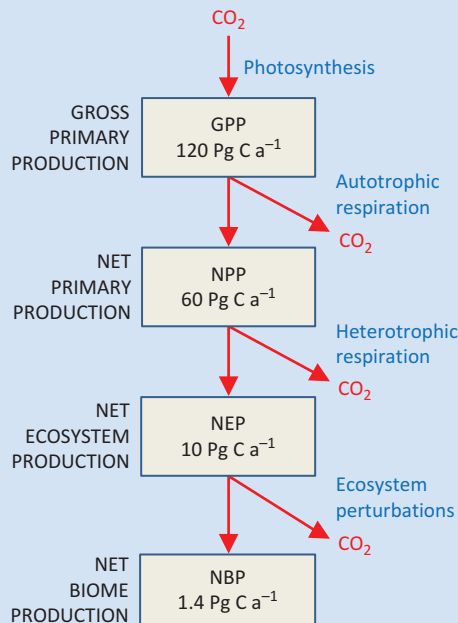 CO₂
Photosynthesis
GROSS
PRIMARY
PRODUCTION
GPP
120 Pg C a⁻¹
Autotrophic
respiration
CO₂
NET
PRIMARY
PRODUCTION
NPP
60 Pg C a⁻¹
Heterotrophic
respiration
CO₂
NET
ECOSYSTEM
PRODUCTION
NEP
10 Pg C a⁻¹
Ecosystem
perturbations
CO₂
NET
BIOME
PRODUCTION
NBP
1.4 Pg C a⁻¹